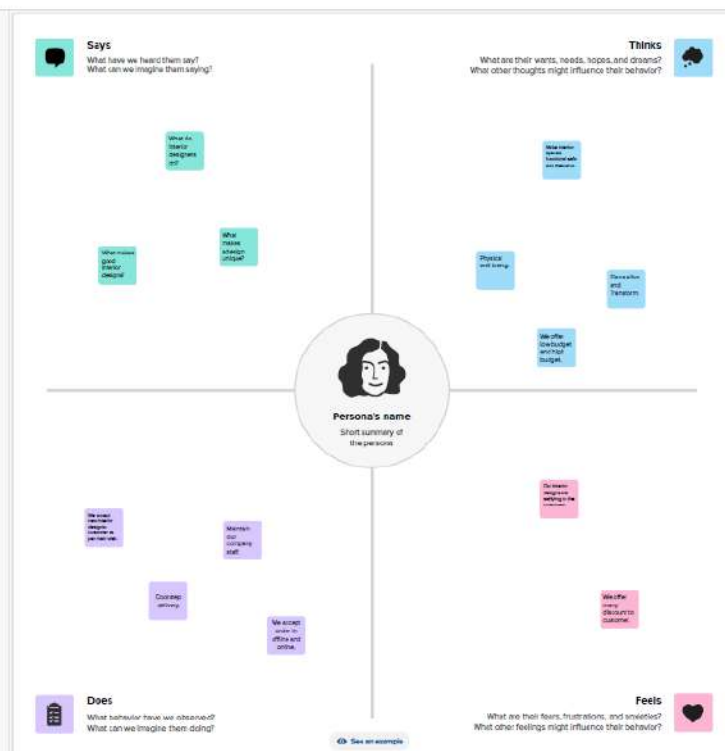 Says
What have we heard them say?
What can we imagine them saying?
Thinks
What are their wants, needs, hopes, and dreams?
What other thoughts might influence their behavior?
What do
interior
designers
What makes
good
interior
designs?
What
makes
a design
unique?
Physical
well being.
and
Transform
We offer
low budget
and high
budget.
Persona's name
Short summary of
the persona
We accept
Maintain
our
company
staff
Doorstep
delivery
We accept
order in
offline and
online.
Our interior
We offer
many
discount to
customer.
Does
What behavior have we observed?
What can we imagine them doing?
Feels
What are their fears, frustrations, and anxieties?
What other feelings might influence their behavior?
See an example